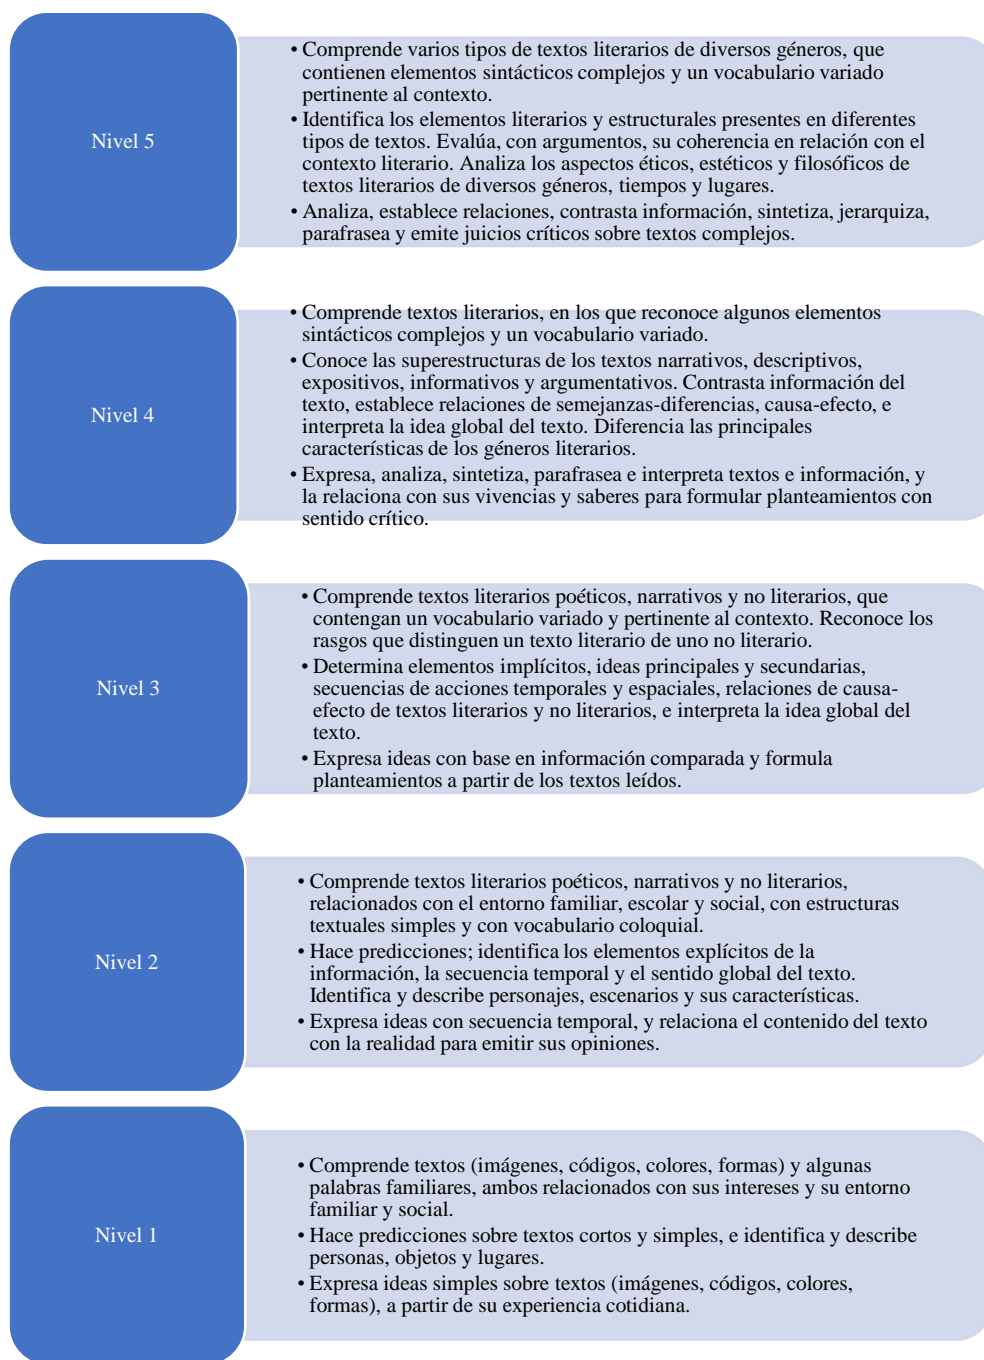 Nivel 5
• Comprende varios tipos de textos literarios de diversos géneros, que
contienen elementos sintácticos complejos y un vocabulario variado
pertinente al contexto.
• Identifica los elementos literarios y estructurales presentes en diferentes
tipos de textos. Evalúa, con argumentos, su coherencia en relación con el
contexto literario. Analiza los aspectos éticos, estéticos y filosóficos de
textos literarios de diversos géneros, tiempos y lugares.
• Analiza, establece relaciones, contrasta información, sintetiza, jerarquiza,
parafrasea y emite juicios críticos sobre textos complejos.
Nivel 4
• Comprende textos literarios, en los que reconoce algunos elementos
sintácticos complejos y un vocabulario variado.
• Conoce las superestructuras de los textos narrativos, descriptivos,
expositivos, informativos y argumentativos. Contrasta información del
texto, establece relaciones de semejanzas-diferencias, causa-efecto, e
interpreta la idea global del texto. Diferencia las principales
características de los géneros literarios.
• Expresa, analiza, sintetiza, parafrasea e interpreta textos e información, y
la relaciona con sus vivencias y saberes para formular planteamientos con
sentido crítico.
Nivel 3
• Comprende textos literarios poéticos, narrativos y no literarios, que
contengan un vocabulario variado y pertinente al contexto. Reconoce los
rasgos que distinguen un texto literario de uno no literario.
• Determina elementos implícitos, ideas principales y secundarias,
secuencias de acciones temporales y espaciales, relaciones de causa-
efecto de textos literarios y no literarios, e interpreta la idea global del
texto.
• Expresa ideas con base en información comparada y formula
planteamientos a partir de los textos leídos.
Nivel 2
• Comprende textos literarios poéticos, narrativos y no literarios,
relacionados con el entorno familiar, escolar y social, con estructuras
textuales simples y con vocabulario coloquial.
• Hace predicciones; identifica los elementos explícitos de la
información, la secuencia temporal y el sentido global del texto.
Identifica y describe personajes, escenarios y sus características.
• Expresa ideas con secuencia temporal, y relaciona el contenido del texto
con la realidad para emitir sus opiniones.
Nivel 1
• Comprende textos (imágenes, códigos, colores, formas) y algunas
palabras familiares, ambos relacionados con sus intereses y su entorno
familiar y social.
• Hace predicciones sobre textos cortos y simples, e identifica y describe
personas, objetos y lugares.
• Expresa ideas simples sobre textos (imágenes, códigos, colores,
formas), a partir de su experiencia cotidiana.